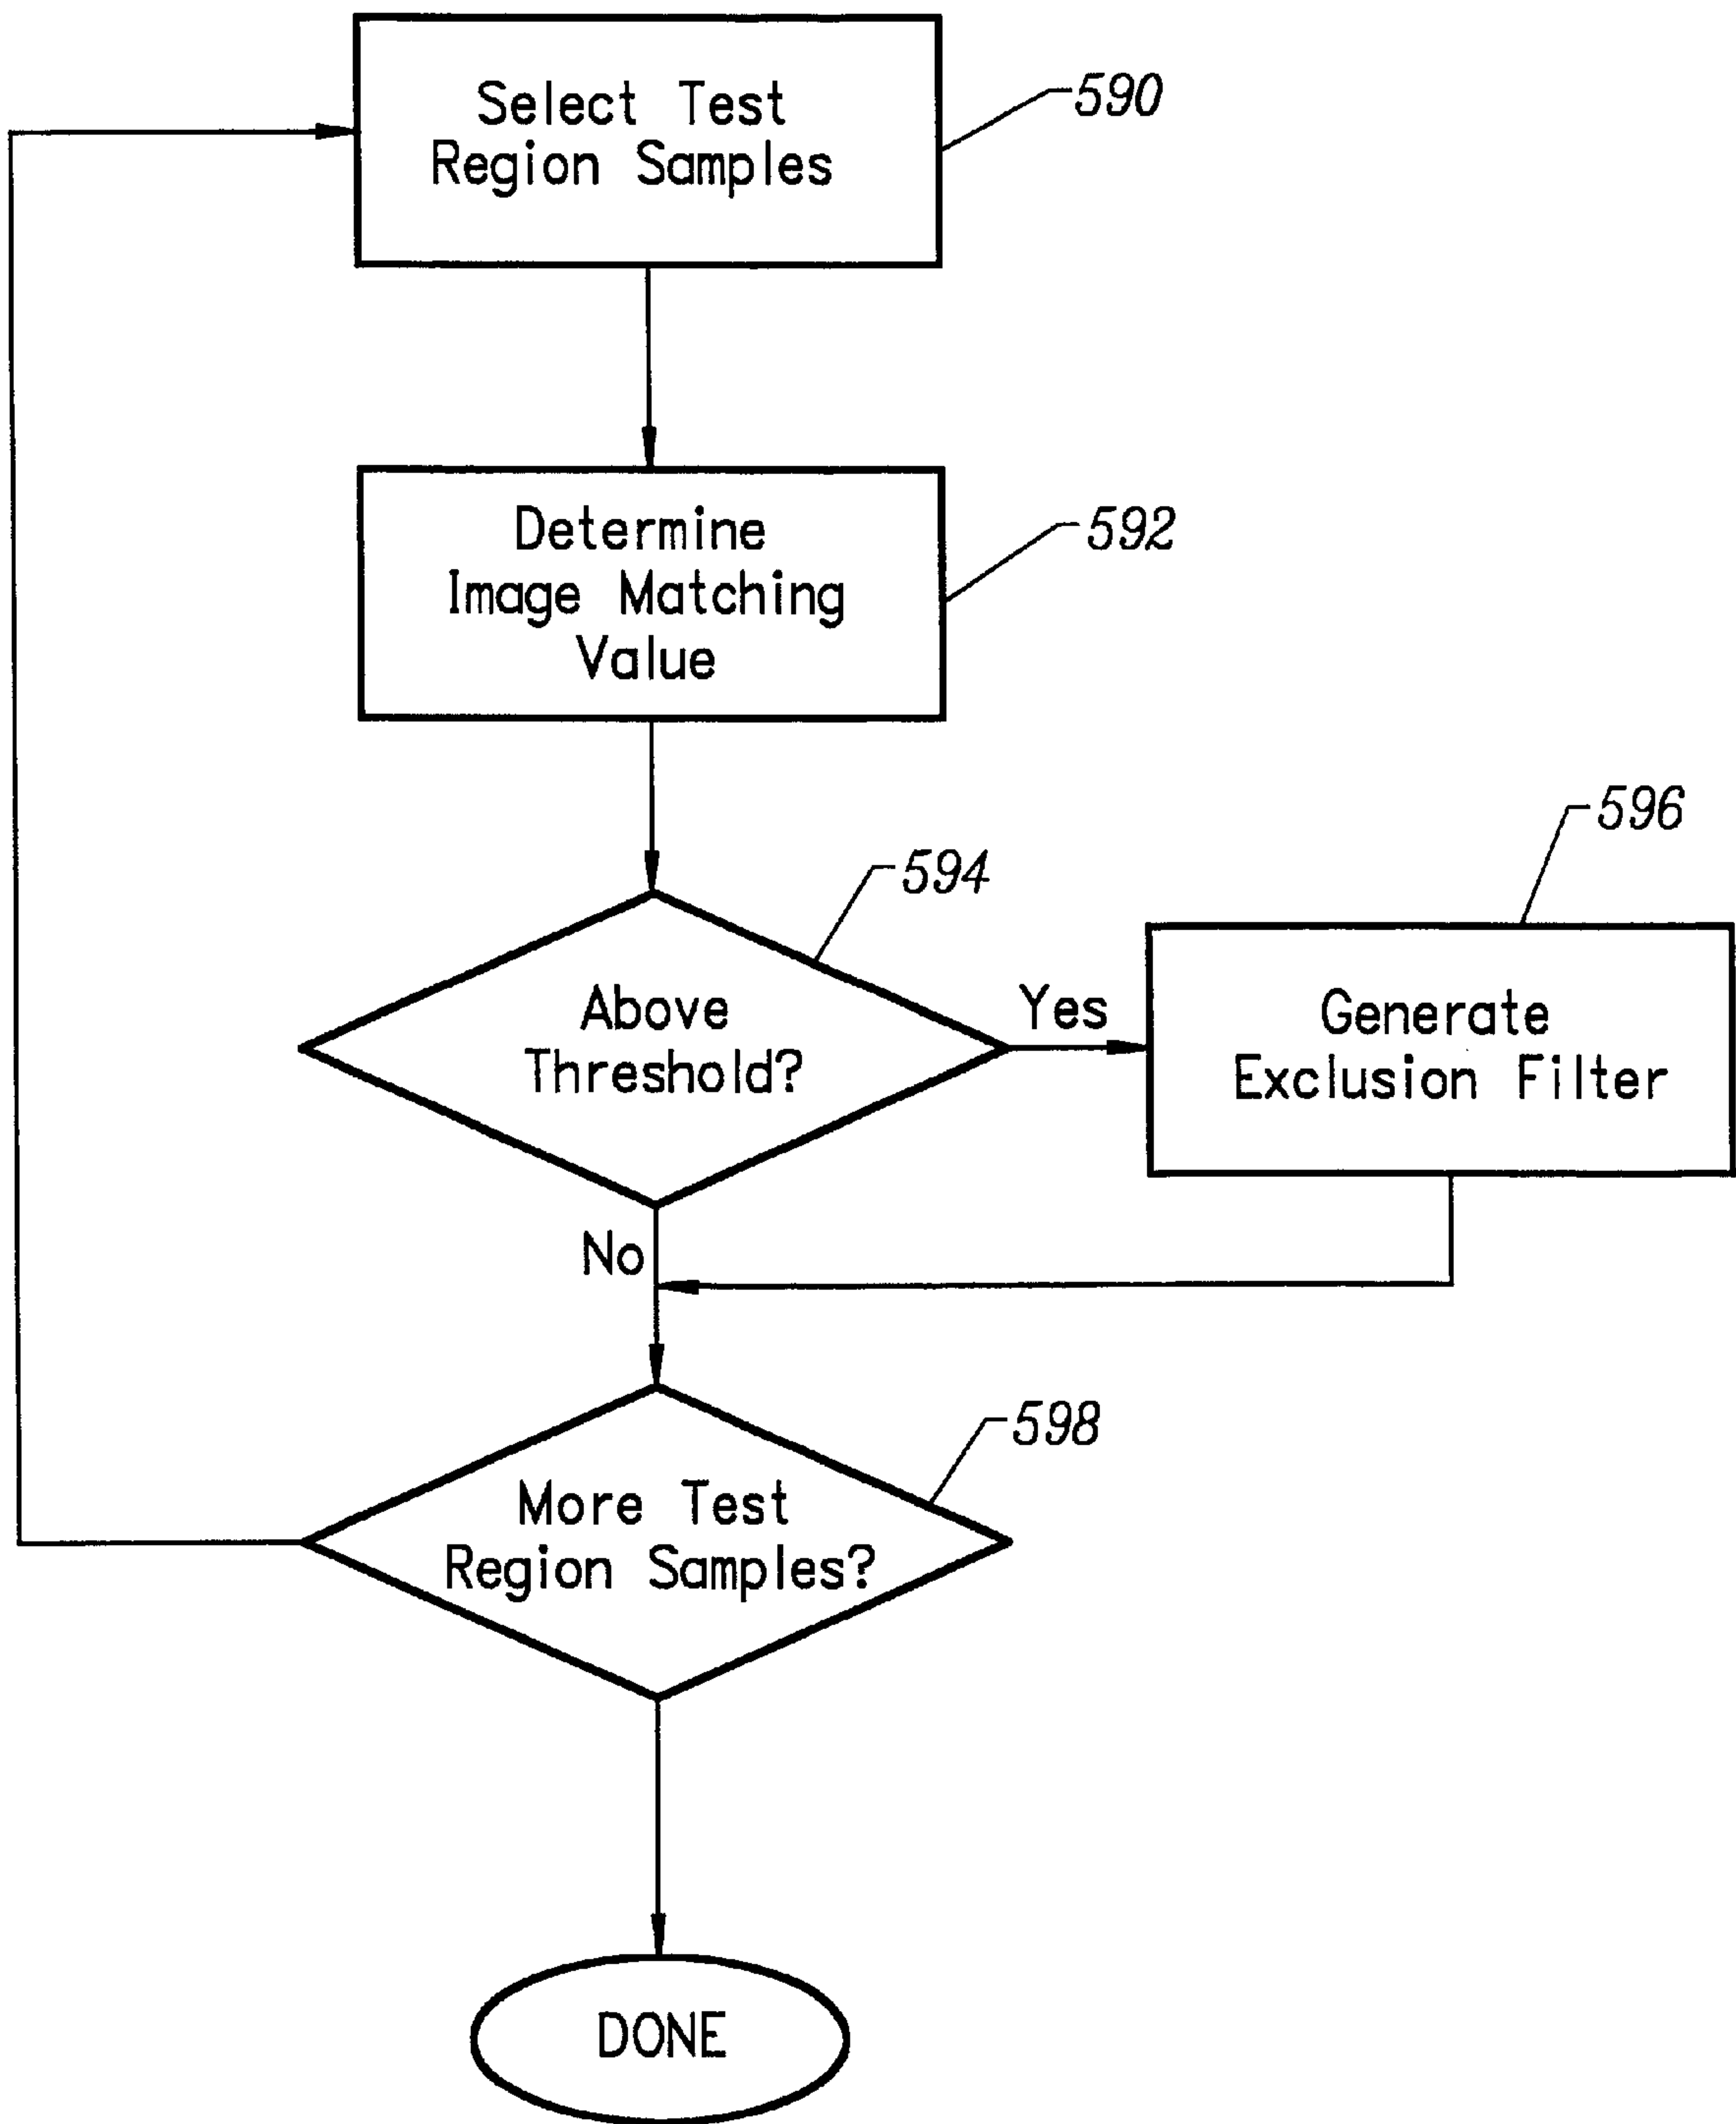 Select Test
Region Samples
590
Determine
Image Matching
Value
592
594
596
Above
Threshold?
Yes
Generate
Exclusion Filter
No
598
More Test
Region Samples?
DONE